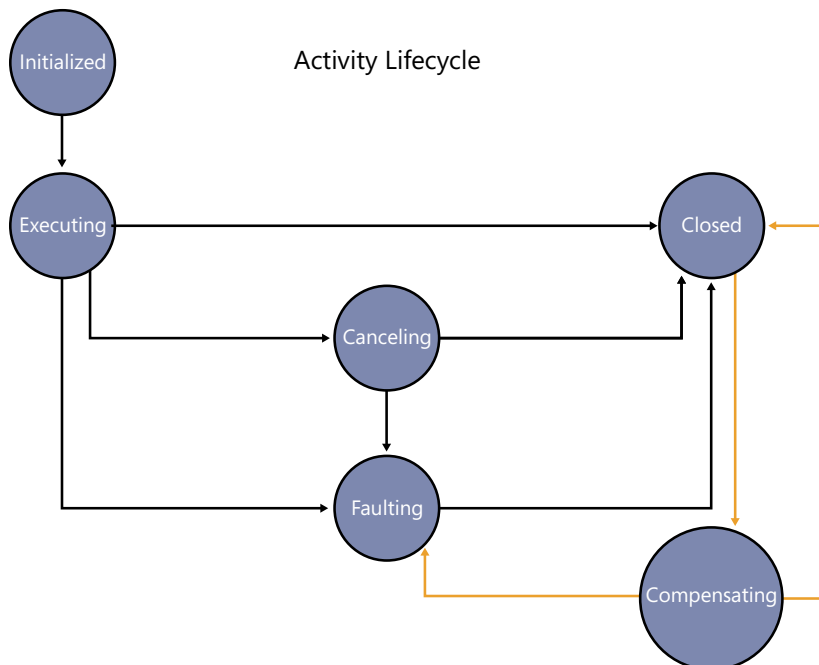 Initialized
Activity Lifecycle
Executing
Closed
Canceling
Faulting
Compensating